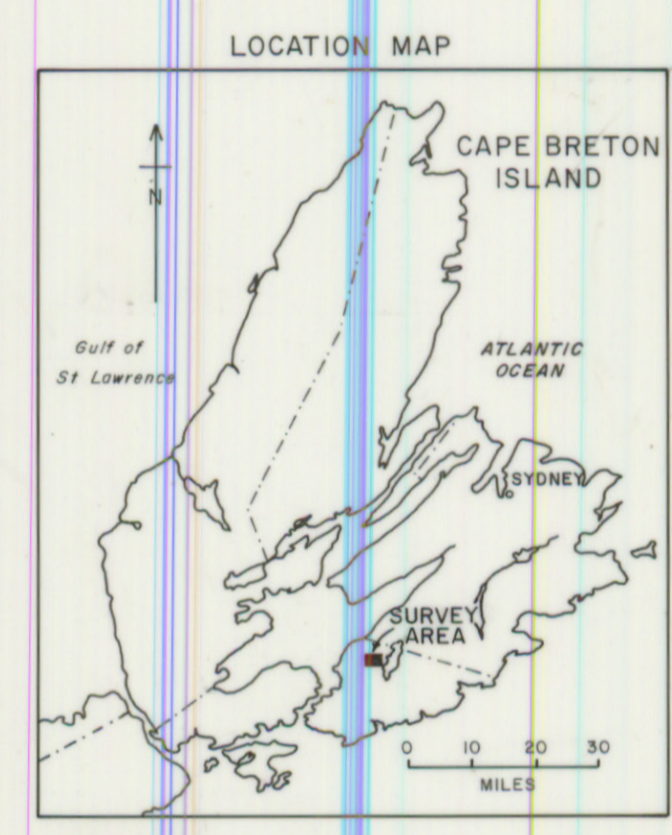 LOCATION MAP
CAPE BRETON
ISLAND
N
Gulf of
St Lawrence
ATLANTIC
OCEAN
SYDNEY
SURVEY
AREA
0 10 20 30
MILES